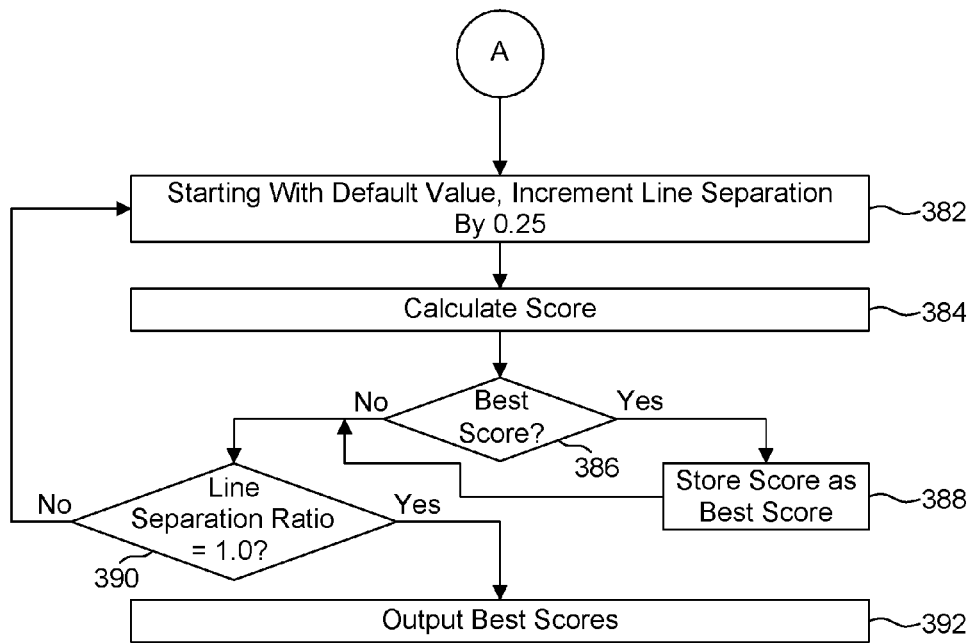 A
Starting With Default Value, Increment Line Separation
By 0.25
382
Calculate Score
384
No
Best
Score?
Yes
386
Store Score as
Best Score
388
No
Line
Separation Ratio
= 1.0?
Yes
390
Output Best Scores
392